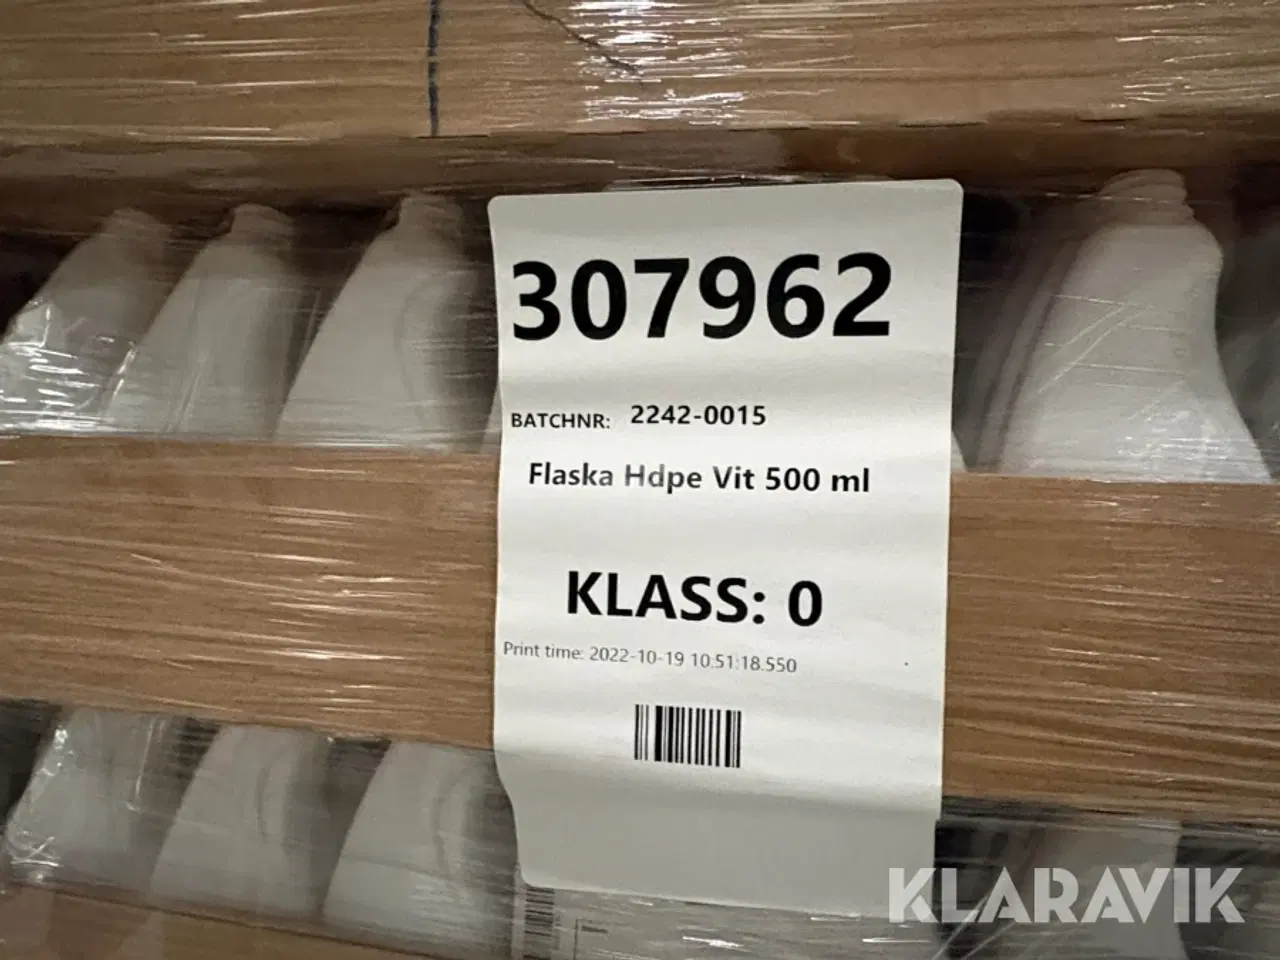 307962
BATCHNR: 2242-0015
Flaska Hdpe Vit 500 ml
KLASS: 0
Print time: 2022-10-19 10:51:18.550
KLARAVIK